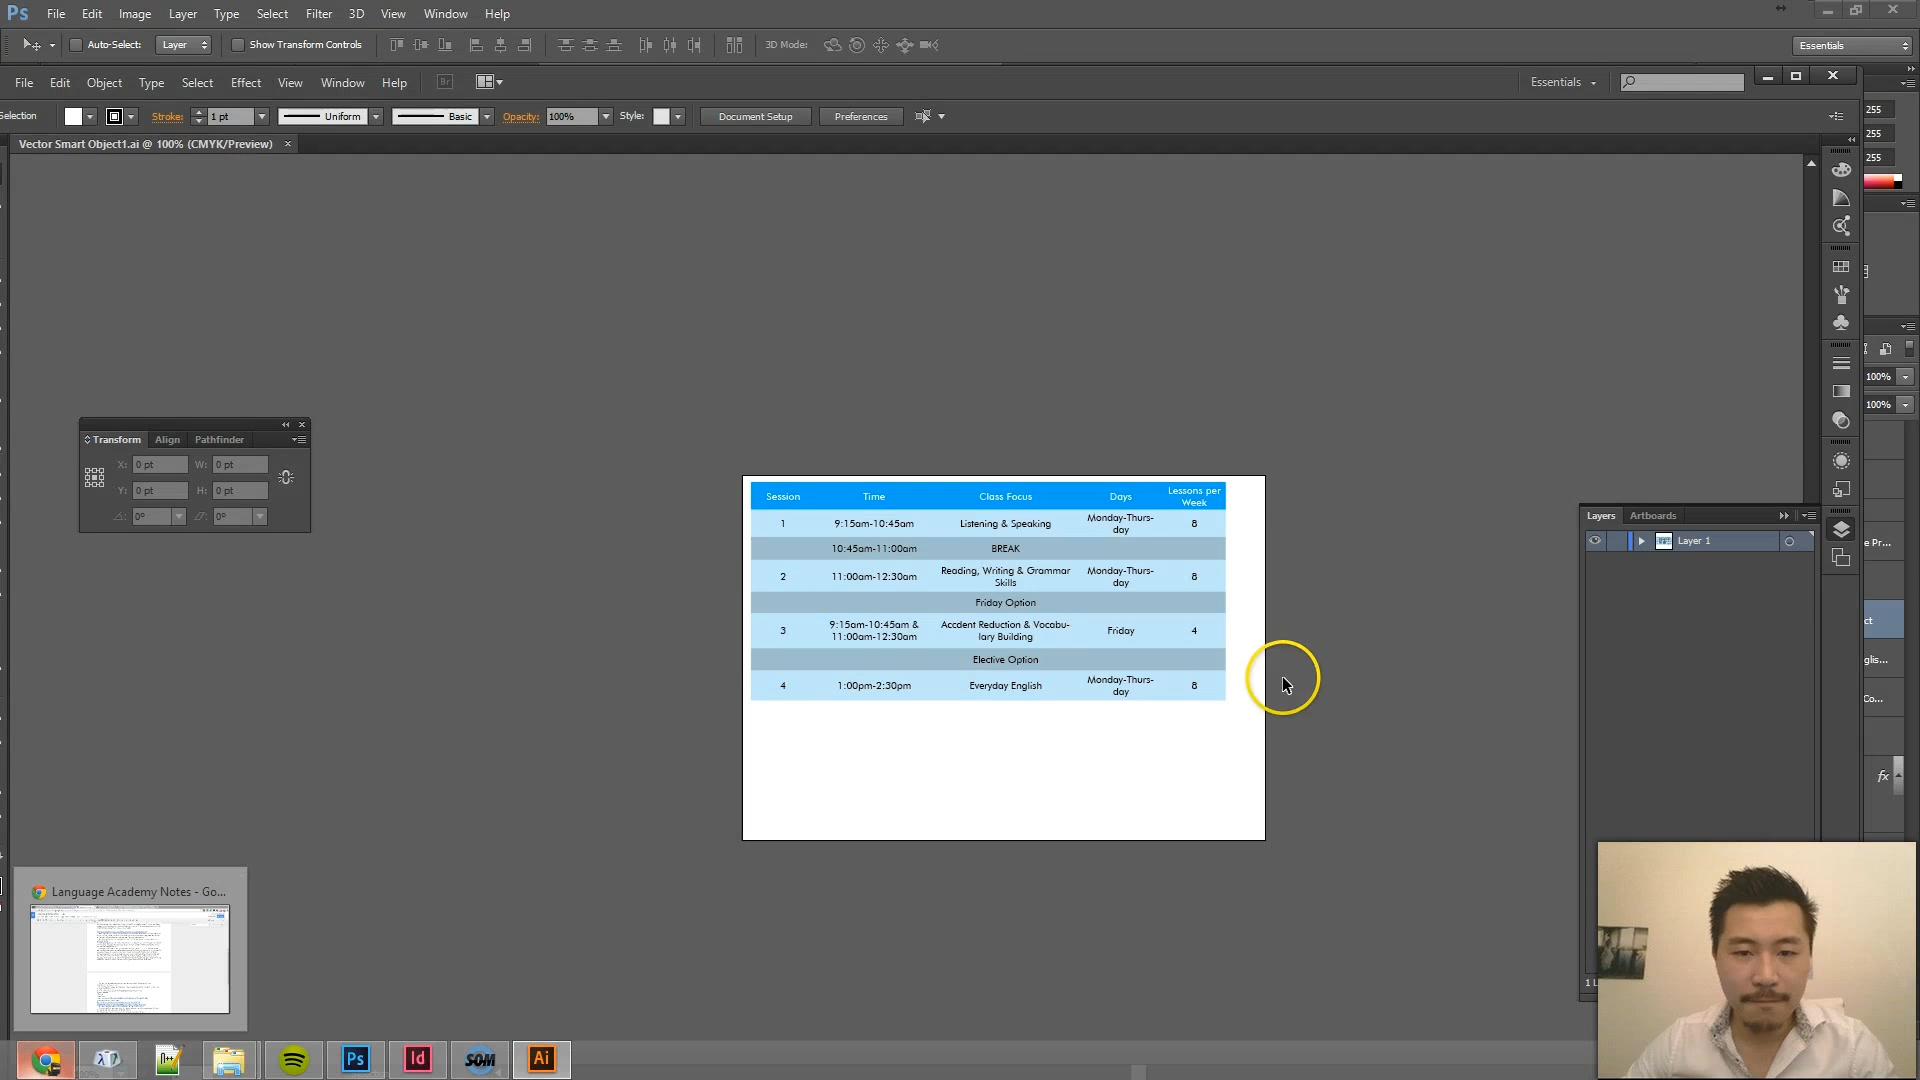 Ps File Edit Image Layer Type Select Filter 3D View Window Help
Auto-Select: Layer Show Transform Controls 3D Mode: Essentials
File Edit Object Type Select Effect View Window Help Br Essentials
Selection Stroke: 1 pt Uniform Basic Opacity: 100% Style: Document Setup Preferences
255
255
255
Vector Smart Object1.ai @ 100% (CMYK/Preview)
100%
100%
Transform Align Pathfinder
X: 0 pt W: 0 pt
Y: 0 pt H: 0 pt
0° 0°
Session Time Class Focus Days Lessons per
Week
1 9:15am-10:45am Listening & Speaking Monday-Thurs-
day 8
10:45am-11:00am BREAK
2 11:00am-12:30am Reading, Writing & Grammar
Skills Monday-Thurs-
day 8
Friday Option
3 9:15am-10:45am &
11:00am-12:30am Accdent Reduction & Vocabu-
lary Building Friday 4
Elective Option
4 1:00pm-2:30pm Everyday English Monday-Thurs-
day 8
Layers Artboards
Layer 1
e Pr...
ct
glis...
Co...
fx
Language Academy Notes - Go...
Ps Id SOM Ai